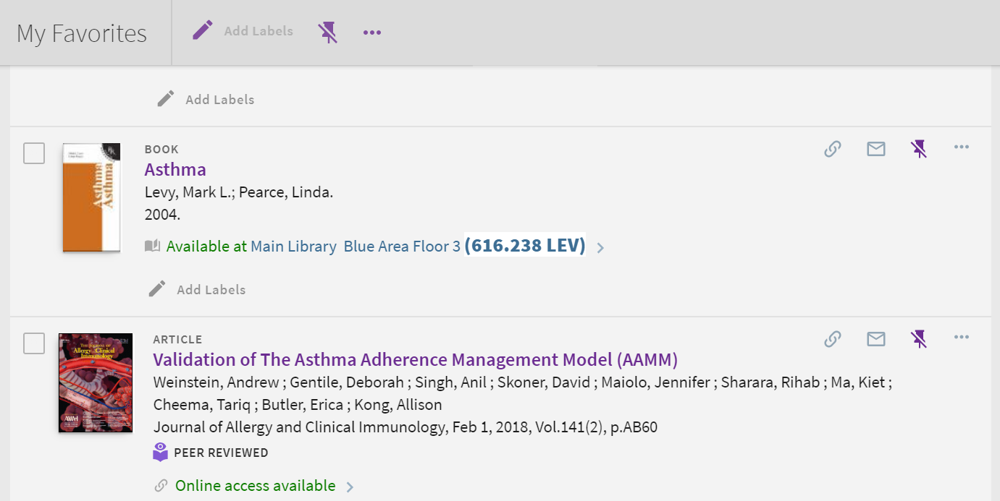 My Favorites
Add Labels
Add Labels
BOOK
Asthma
Levy, Mark L.; Pearce, Linda.
2004.
Available at Main Library Blue Area Floor 3 (616.238 LEV)
Asthma
Asthma
Add Labels
ARTICLE
Validation of The Asthma Adherence Management Model (AAMM)
Weinstein, Andrew ; Gentile, Deborah ; Singh, Anil ; Skoner, David ; Maiolo, Jennifer ; Sharara, Rihab ; Ma, Kiet ;
Cheema, Tariq ; Butler, Erica ; Kong, Allison
Journal of Allergy and Clinical Immunology, Feb 1, 2018, Vol.141(2), p.AB60
PEER REVIEWED
Online access available
THE JOURNAL OF
Allergy and Clinical
Immunology